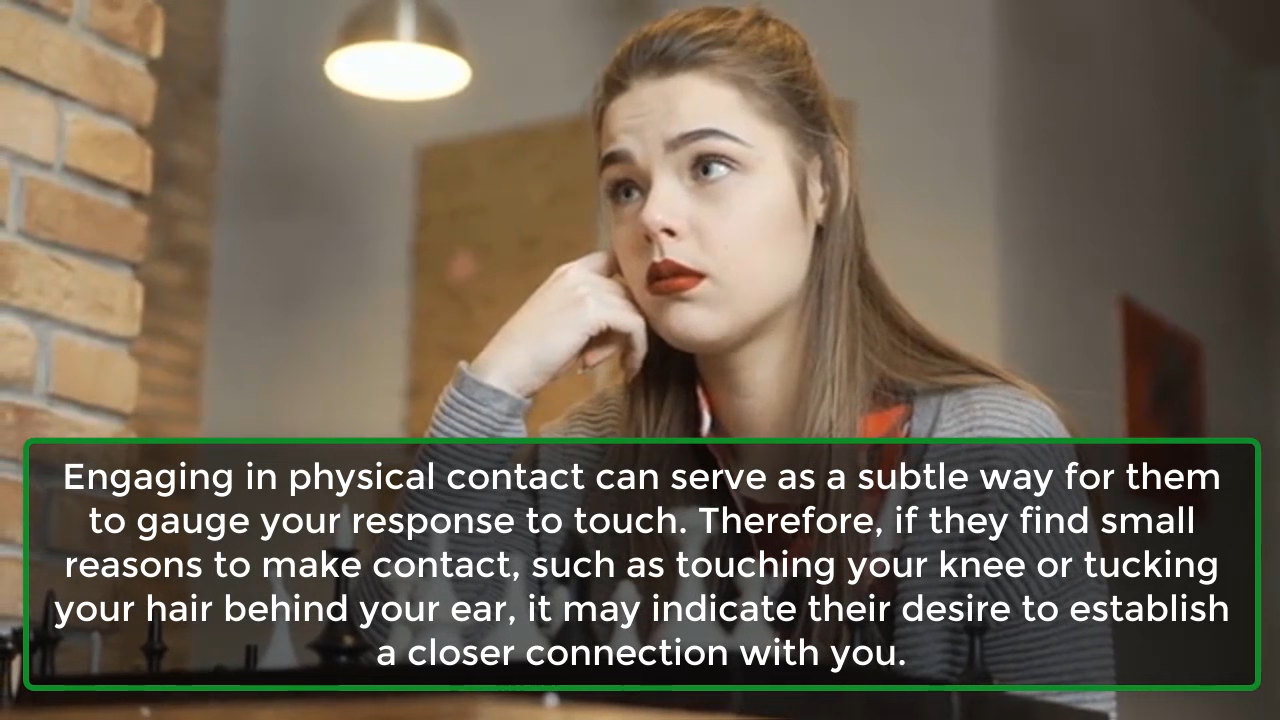 Engaging in physical contact can serve as a subtle way for them
to gauge your response to touch. Therefore, if they find small
reasons to make contact, such as touching your knee or tucking
your hair behind your ear, it may indicate their desire to establish
a closer connection with you.